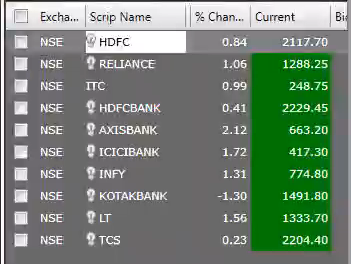 Excha... Scrip Name % Chan... Current Bi
NSE HDFC 0.84 2117.70
NSE RELIANCE 1.06 1288.25
NSE ITC 0.99 248.75
NSE HDFCBANK 0.41 2229.45
NSE AXISBANK 2.12 663.20
NSE ICICIBANK 1.72 417.30
NSE INFY 1.31 774.80
NSE KOTAKBANK -1.30 1491.80
NSE LT 1.56 1333.70
NSE TCS 0.23 2204.40